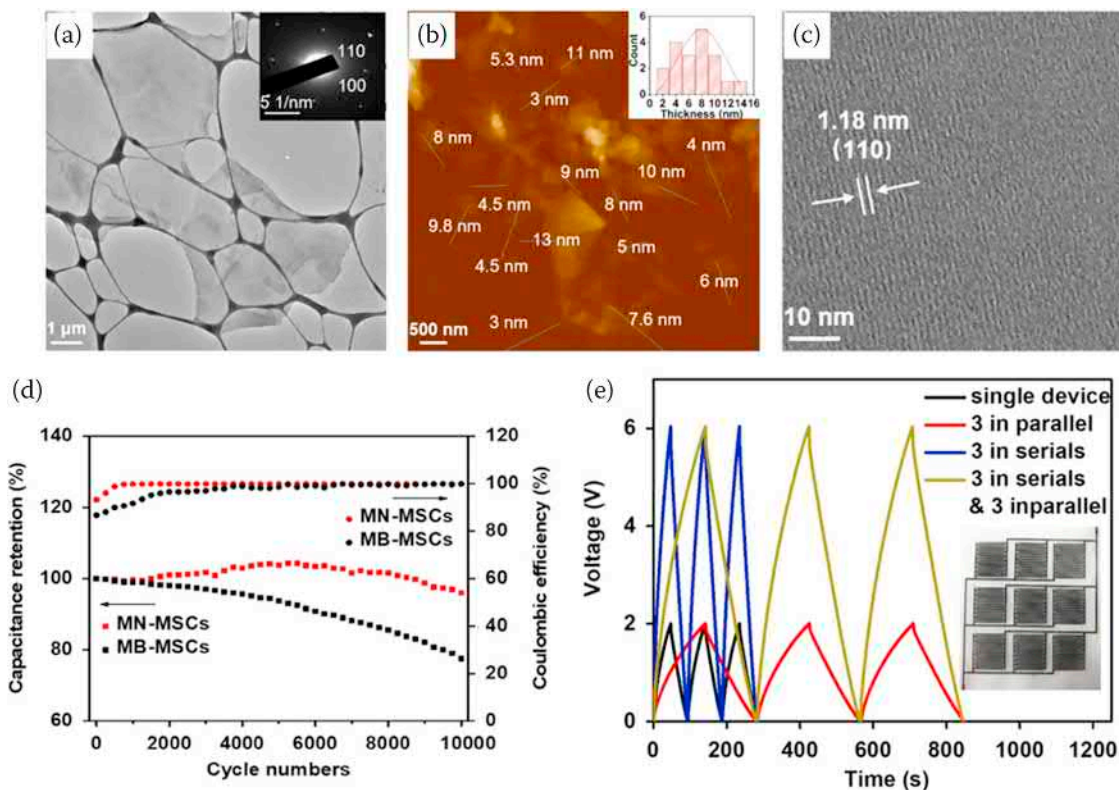 (a)
110
100
5 1/nm
1 µm
(b)
5.3 nm
11 nm
3 nm
8 nm
4 nm
9 nm
10 nm
4.5 nm
8 nm
9.8 nm
13 nm
5 nm
4.5 nm
6 nm
3 nm
7.6 nm
500 nm
Count
6
4
2
0
0 2 4 6 8 10 12 14 16
Thickness (nm)
(c)
1.18 nm
(110)
10 nm
(d)
Capacitance retention (%)
140
120
100
80
60
120
100
80
60
40
20
0
Coulombic efficiency (%)
MN-MSCs
MB-MSCs
MN-MSCs
MB-MSCs
0 2000 4000 6000 8000 10000
Cycle numbers
(e)
Voltage (V)
6
4
2
0
single device
3 in parallel
3 in serials
3 in serials
& 3 inparallel
0 200 400 600 800 1000 1200
Time (s)